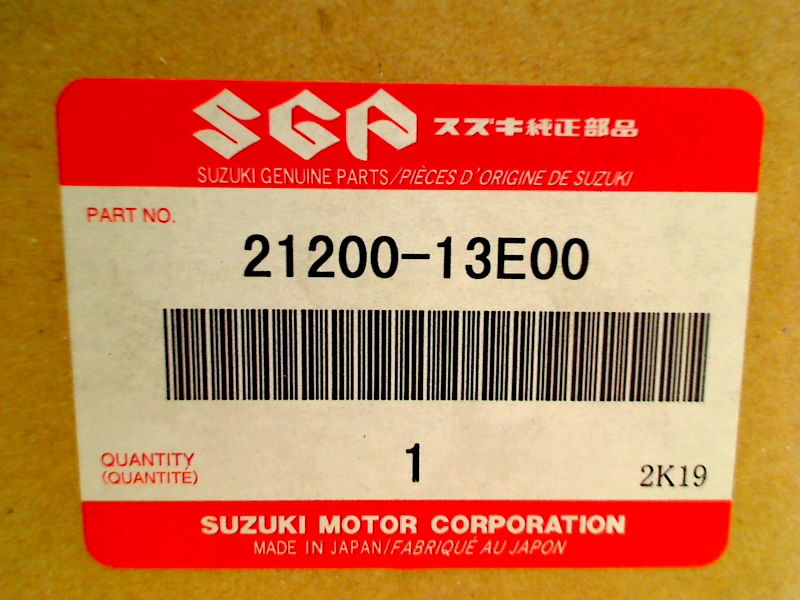 SGP スズキ純正部品
SUZUKI GENUINE PARTS/PIÈCES D'ORIGINE DE SUZUKI
PART NO.
21200-13E00
QUANTITY
(QUANTITÉ)
1
2K19
SUZUKI MOTOR CORPORATION
MADE IN JAPAN/FABRIQUÉ AU JAPON